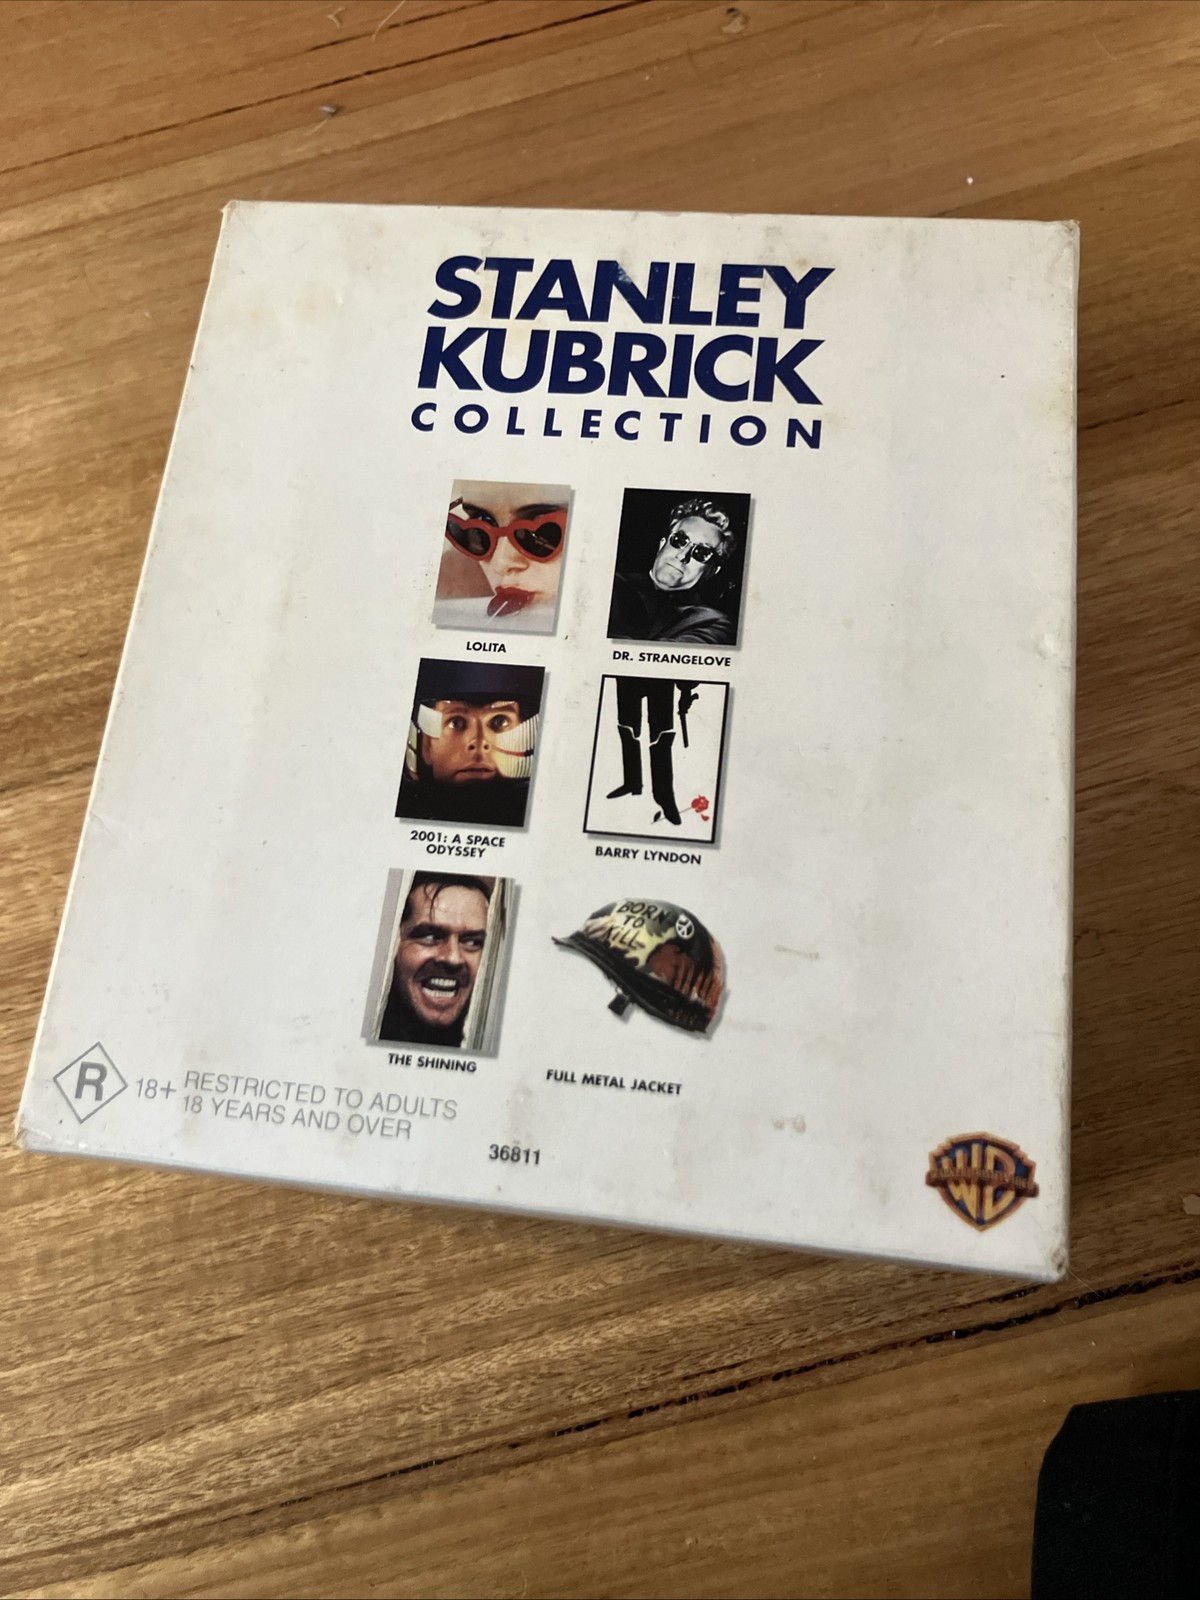 STANLEY
KUBRICK
COLLECTION
LOLITA
DR. STRANGELOVE
2001: A SPACE
ODYSSEY
BARRY LYNDON
BORN
TO
KILL
THE SHINING
FULL METAL JACKET
R
18+ RESTRICTED TO ADULTS
18 YEARS AND OVER
36811
WB